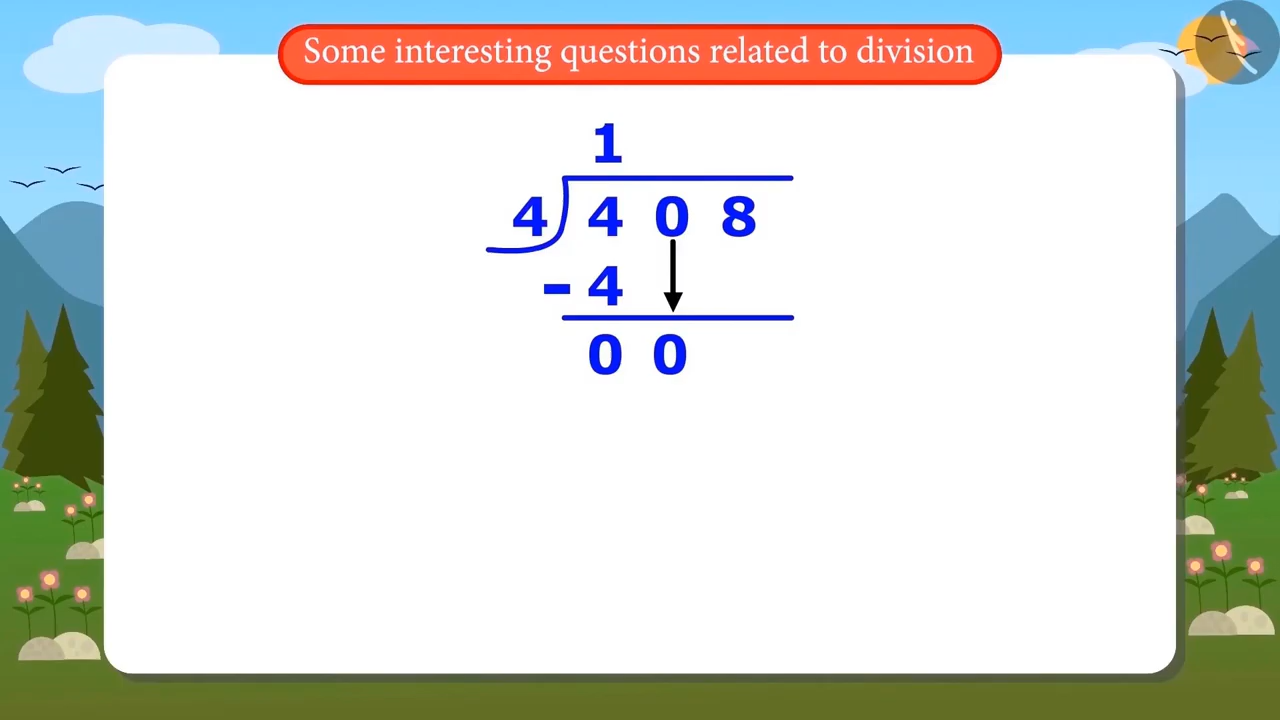 Some interesting questions related to division
1
4 4 0 8
- 4
0 0